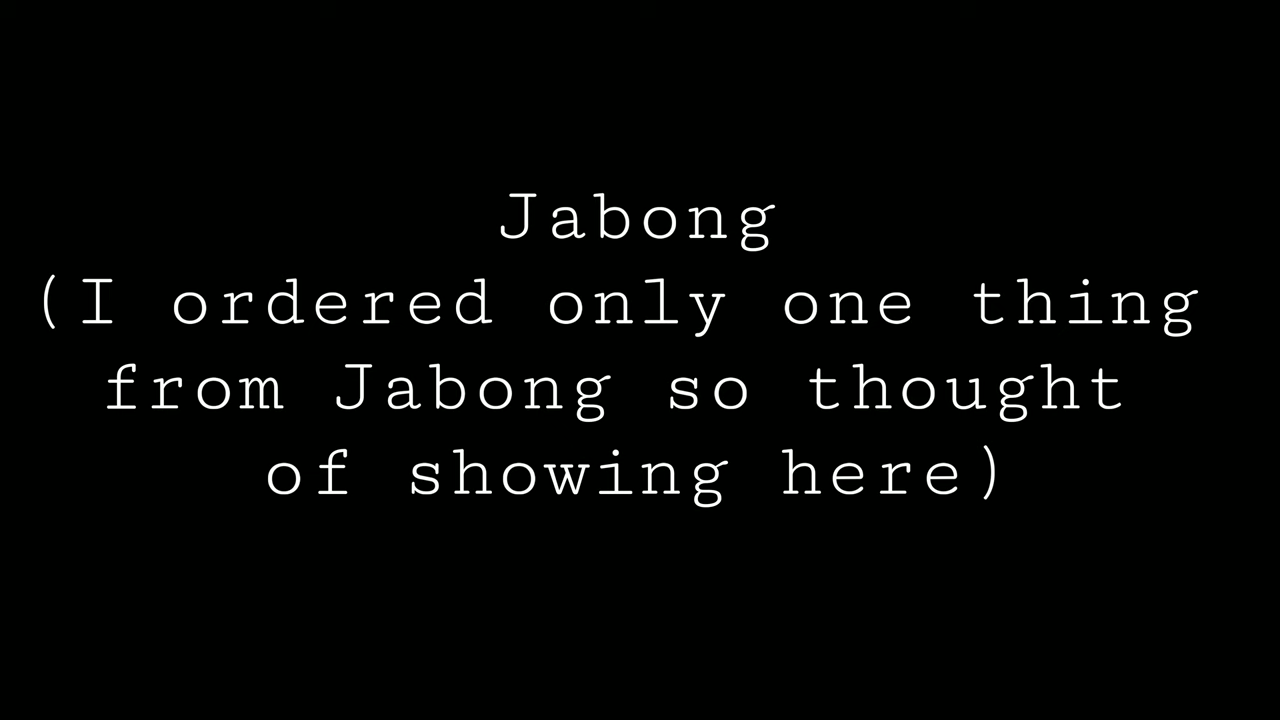 Jabong
(I ordered only one thing
from Jabong so thought
of showing here)